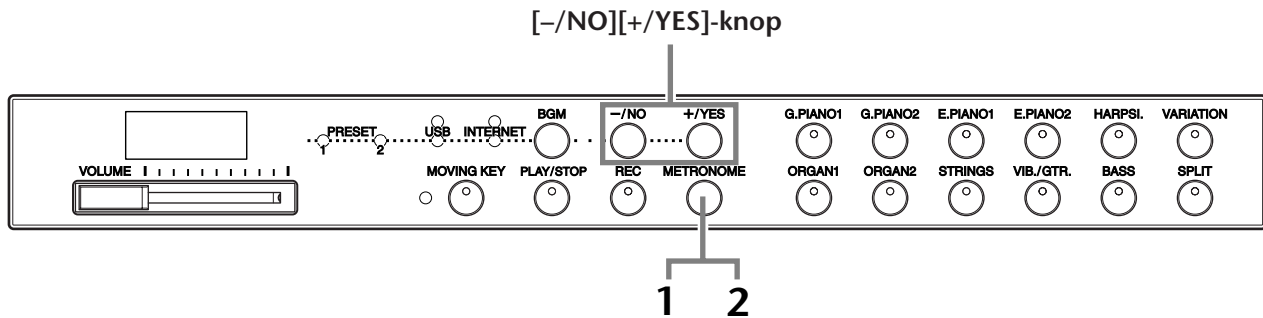 [–/NO][+/YES]-knop
BGM –/NO +/YES G.PIANO1 G.PIANO2 E.PIANO1 E.PIANO2 HARPSI. VARIATION
PRESET USB INTERNET
1 2
VOLUME MOVING KEY PLAY/STOP REC METRONOME ORGAN1 ORGAN2 STRINGS VIB./GTR. BASS SPLIT
1 2